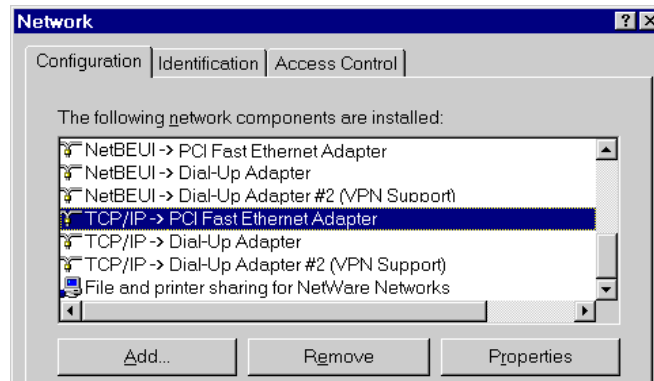 Network
Configuration Identification Access Control
The following network components are installed:
NetBEUI -> PCI Fast Ethernet Adapter
NetBEUI -> Dial-Up Adapter
NetBEUI -> Dial-Up Adapter #2 (VPN Support)
TCP/IP -> PCI Fast Ethernet Adapter
TCP/IP -> Dial-Up Adapter
TCP/IP -> Dial-Up Adapter #2 (VPN Support)
File and printer sharing for NetWare Networks
Add... Remove Properties